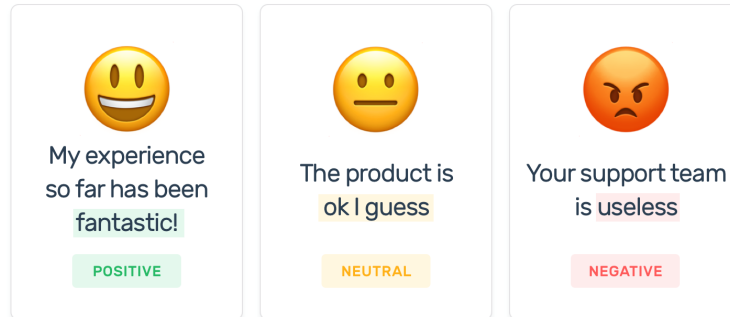 My experience
so far has been
fantastic!
POSITIVE
The product is
ok I guess
NEUTRAL
Your support team
is useless
NEGATIVE